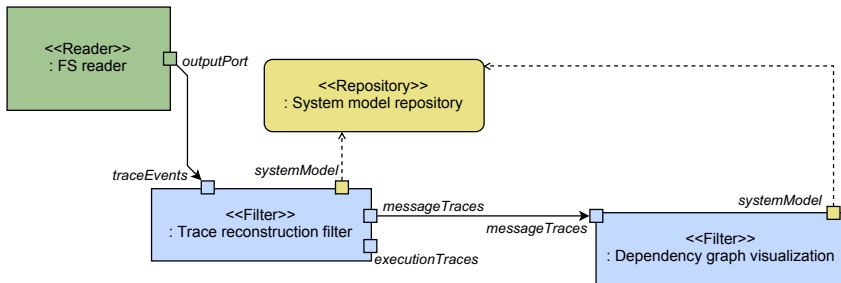 <<Reader>>
: FS reader
outputPort
<<Repository>>
: System model repository
traceEvents
systemModel
<<Filter>>
: Trace reconstruction filter
messageTraces
executionTraces
messageTraces
systemModel
<<Filter>>
: Dependency graph visualization